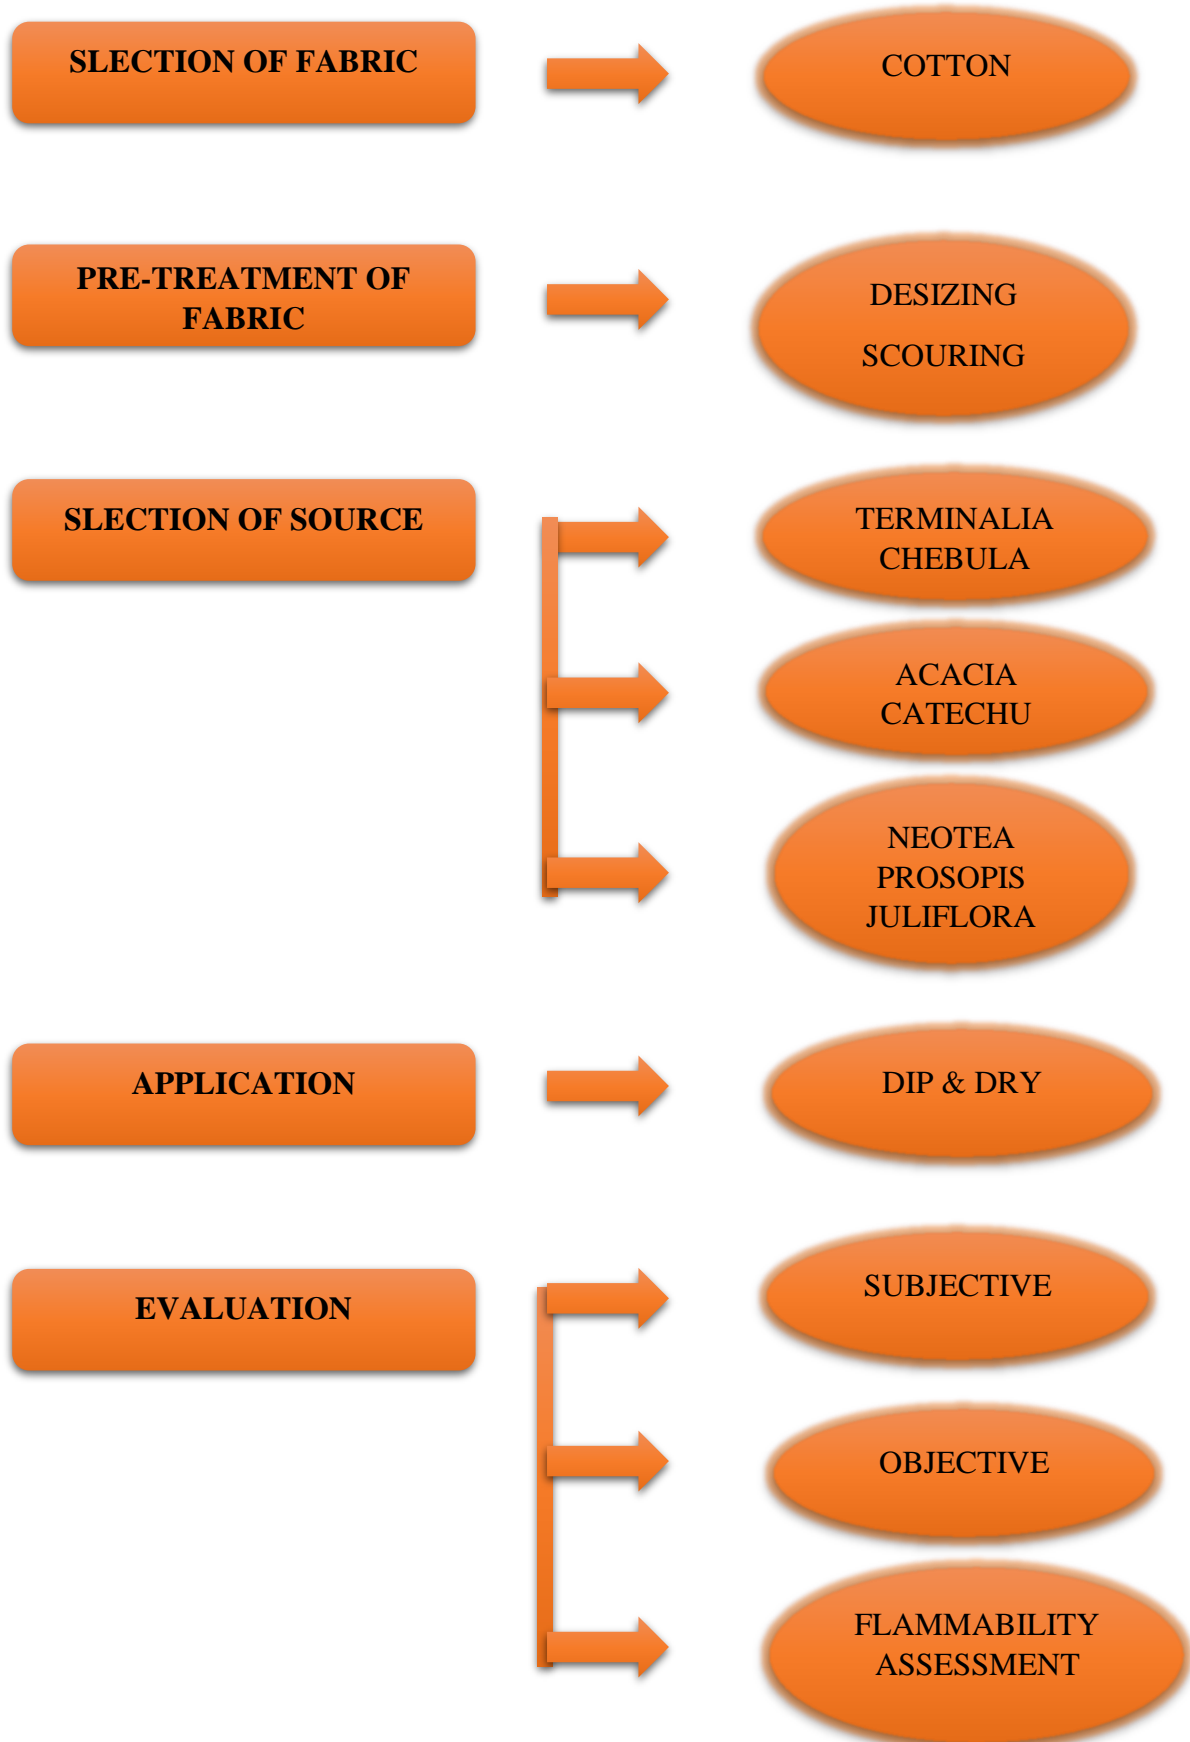 SLECTION OF FABRIC
COTTON
PRE-TREATMENT OF
FABRIC
DESIZING
SCOURING
SLECTION OF SOURCE
TERMINALIA
CHEBULA
ACACIA
CATECHU
NEOTEA
PROSOPIS
JULIFLORA
APPLICATION
DIP & DRY
EVALUATION
SUBJECTIVE
OBJECTIVE
FLAMMABILITY
ASSESSMENT